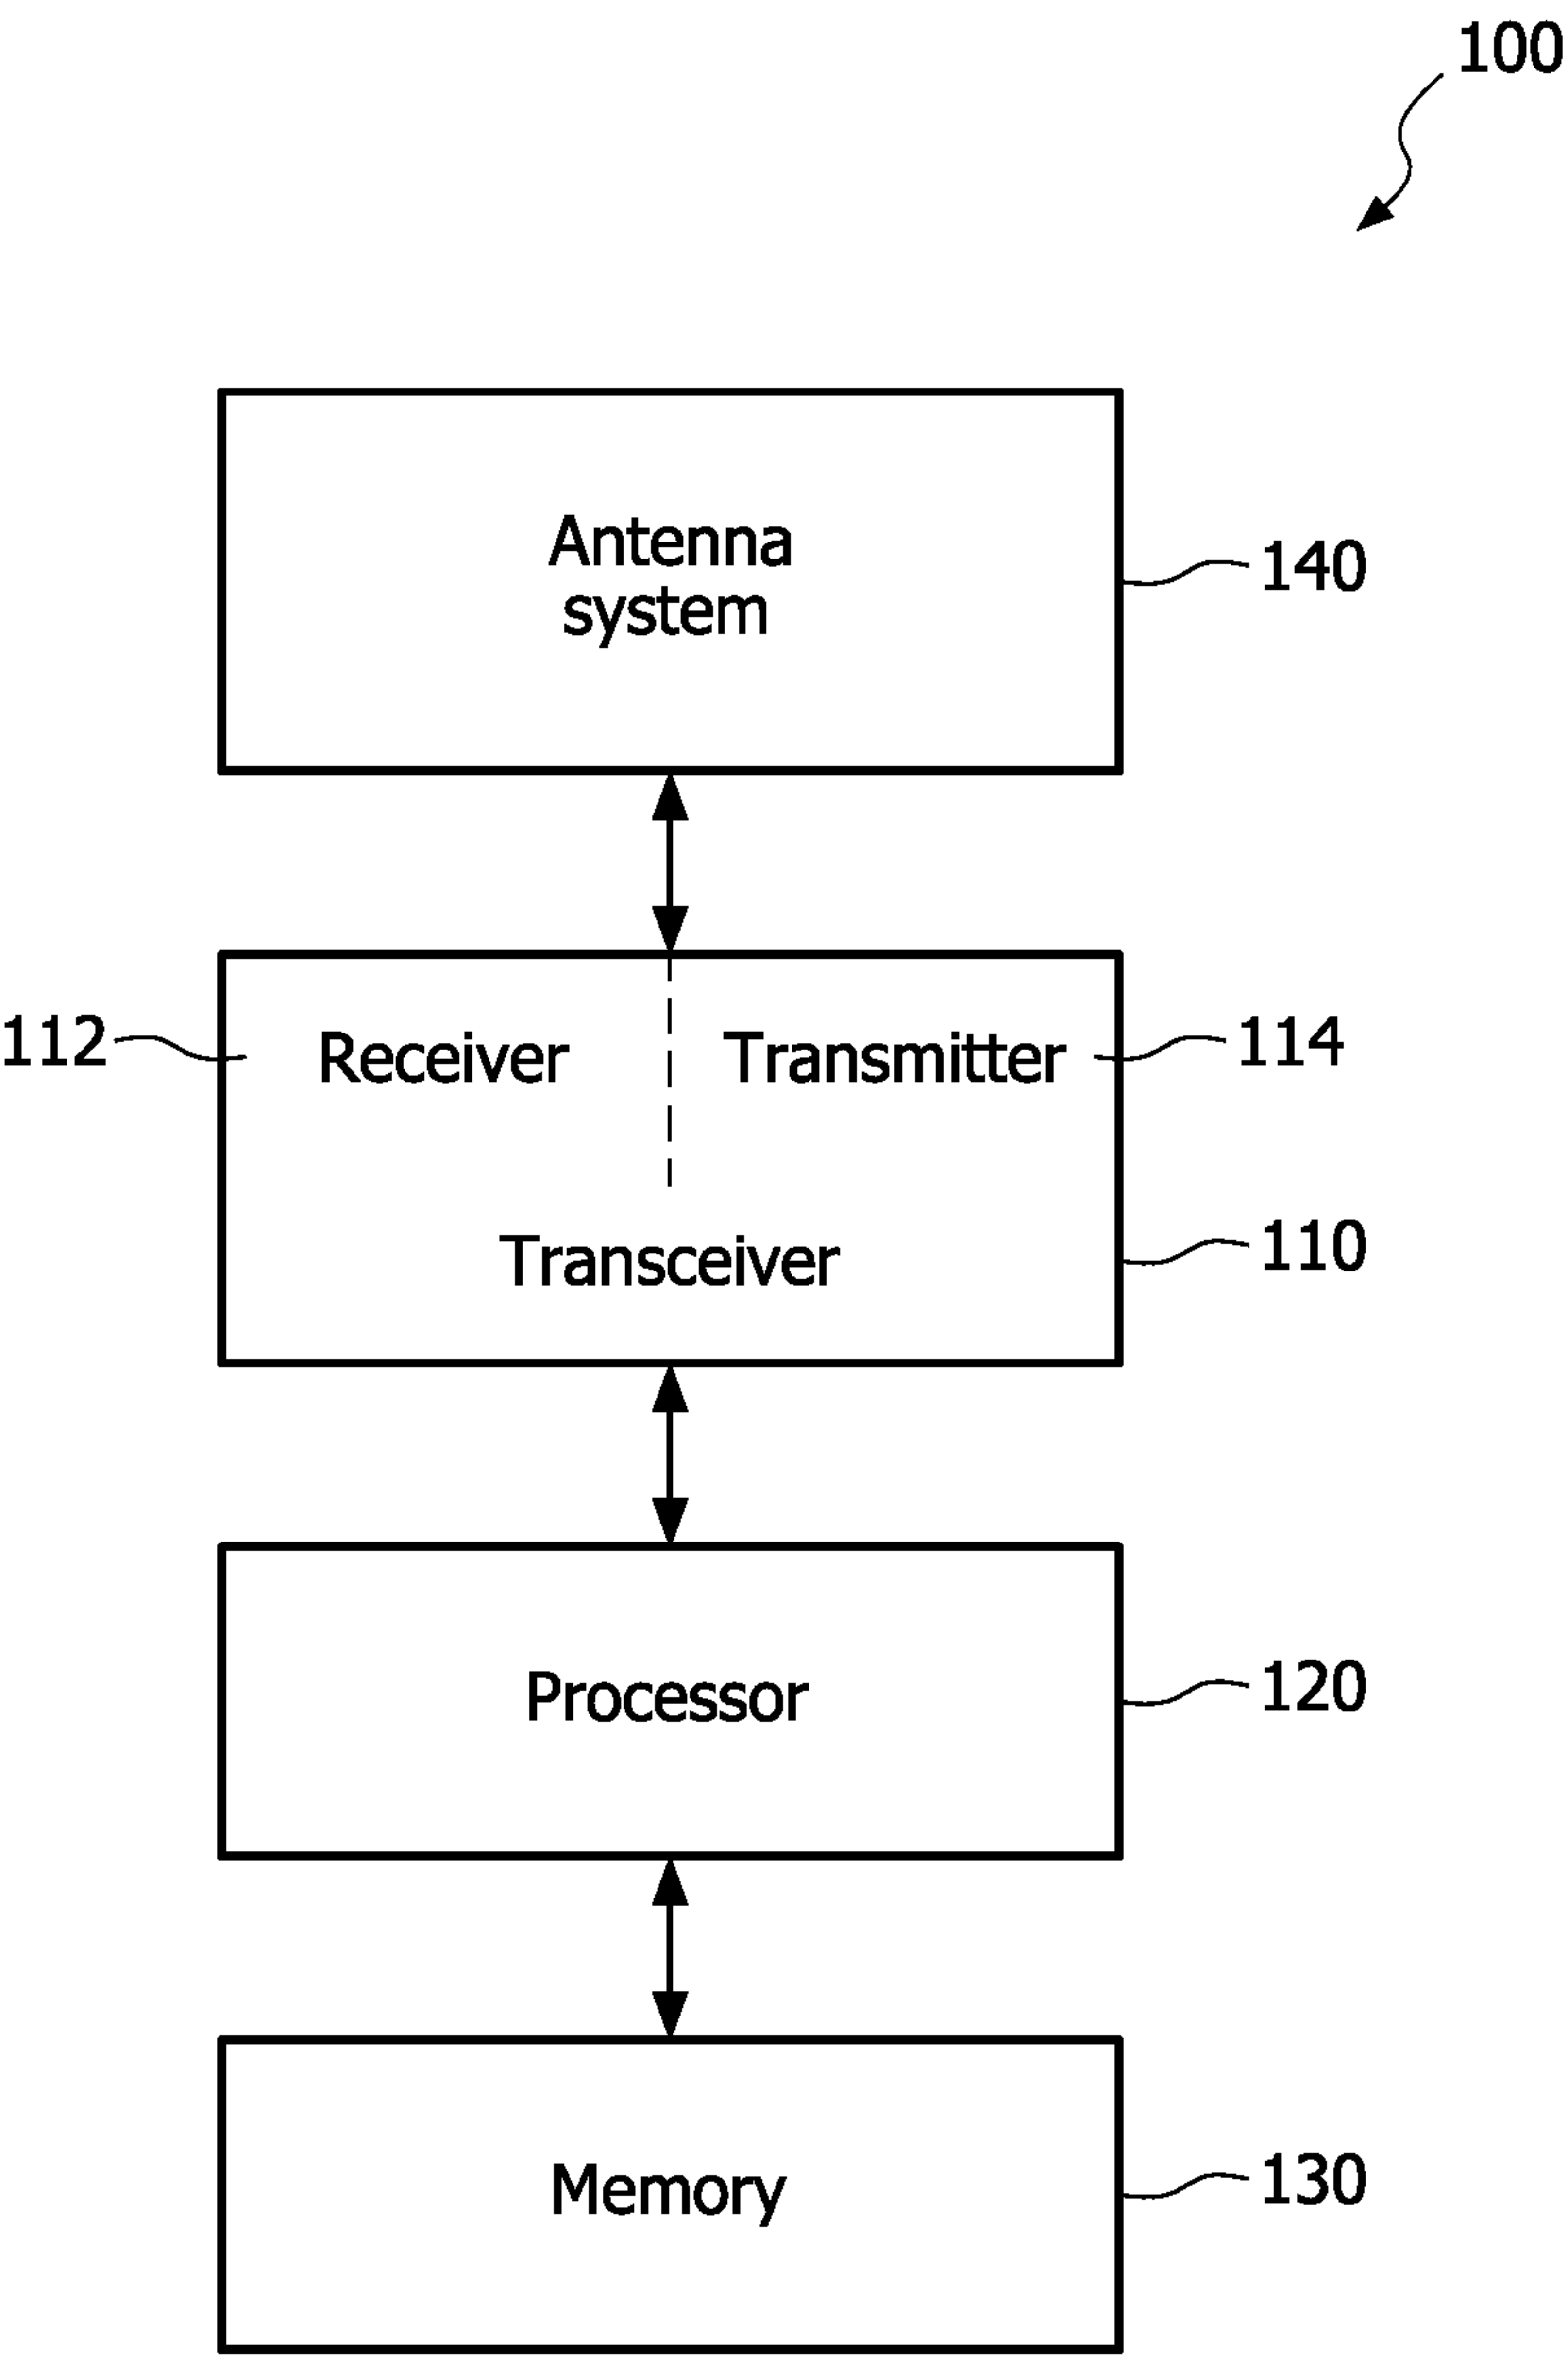 100
Antenna
system
140
112
Receiver
Transmitter
114
Transceiver
110
Processor
120
Memory
130